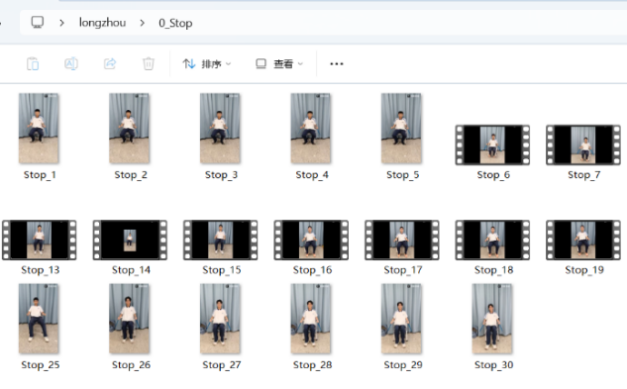 longzhou > 0_Stop
排序 查看
Stop_1 Stop_2 Stop_3 Stop_4 Stop_5 Stop_6 Stop_7
Stop_13 Stop_14 Stop_15 Stop_16 Stop_17 Stop_18 Stop_19
Stop_25 Stop_26 Stop_27 Stop_28 Stop_29 Stop_30